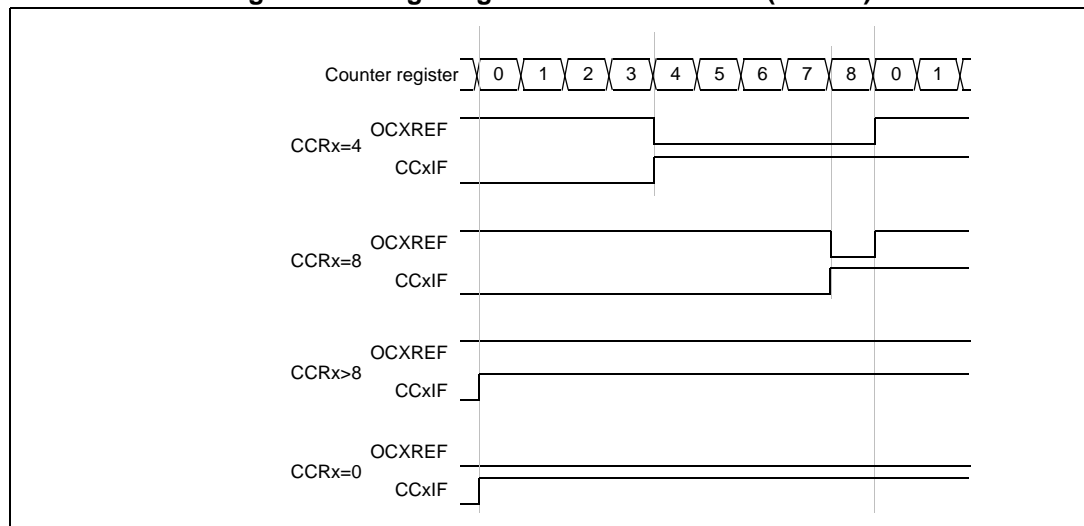 Counter register 0 1 2 3 4 5 6 7 8 0 1
OCXREF
CCRx=4
CCxIF
OCXREF
CCRx=8
CCxIF
OCXREF
CCRx>8
CCxIF
OCXREF
CCRx=0
CCxIF